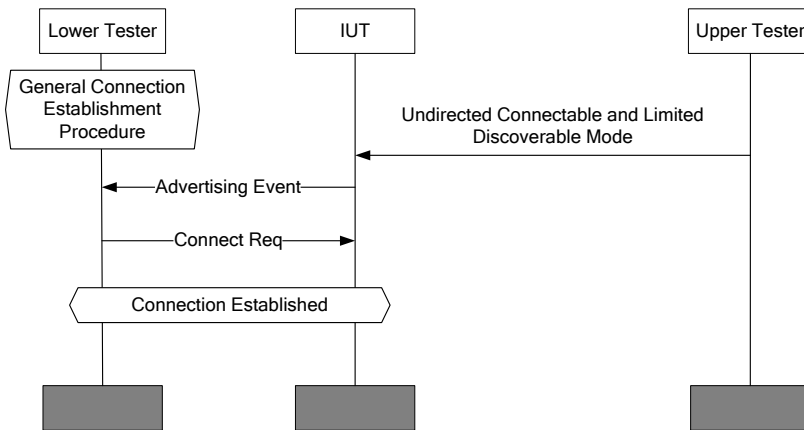 Lower Tester
IUT
Upper Tester
General Connection
Establishment
Procedure
Undirected Connectable and Limited
Discoverable Mode
Advertising Event
Connect Req
Connection Established